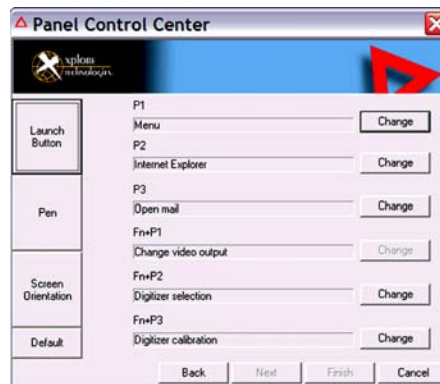 Panel Control Center
xplore
technologies.
Launch
Button
Pen
Screen
Orientation
Default
P1
Menu
Change
P2
Internet Explorer
Change
P3
Open mail
Change
Fn+P1
Change video output
Change
Fn+P2
Digitizer selection
Change
Fn+P3
Digitizer calibration
Change
Back
Next
Finish
Cancel